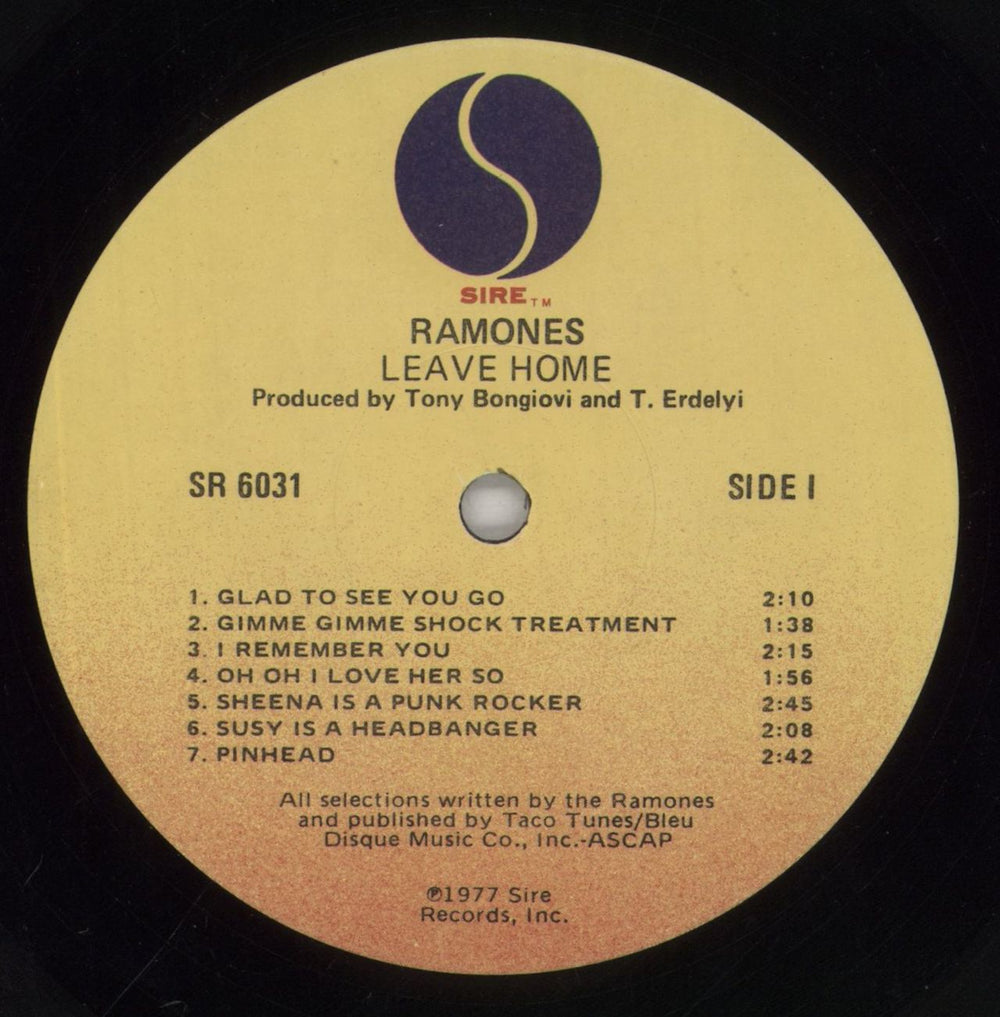 SIRE TM
RAMONES
LEAVE HOME
Produced by Tony Bongiovi and T. Erdelyi
SR 6031 SIDE I
1. GLAD TO SEE YOU GO 2:10
2. GIMME GIMME SHOCK TREATMENT 1:38
3. I REMEMBER YOU 2:15
4. OH OH I LOVE HER SO 1:56
5. SHEENA IS A PUNK ROCKER 2:45
6. SUSY IS A HEADBANGER 2:08
7. PINHEAD 2:42
All selections written by the Ramones
and published by Taco Tunes/Bleu
Disque Music Co., Inc.-ASCAP
℗1977 Sire
Records, Inc.